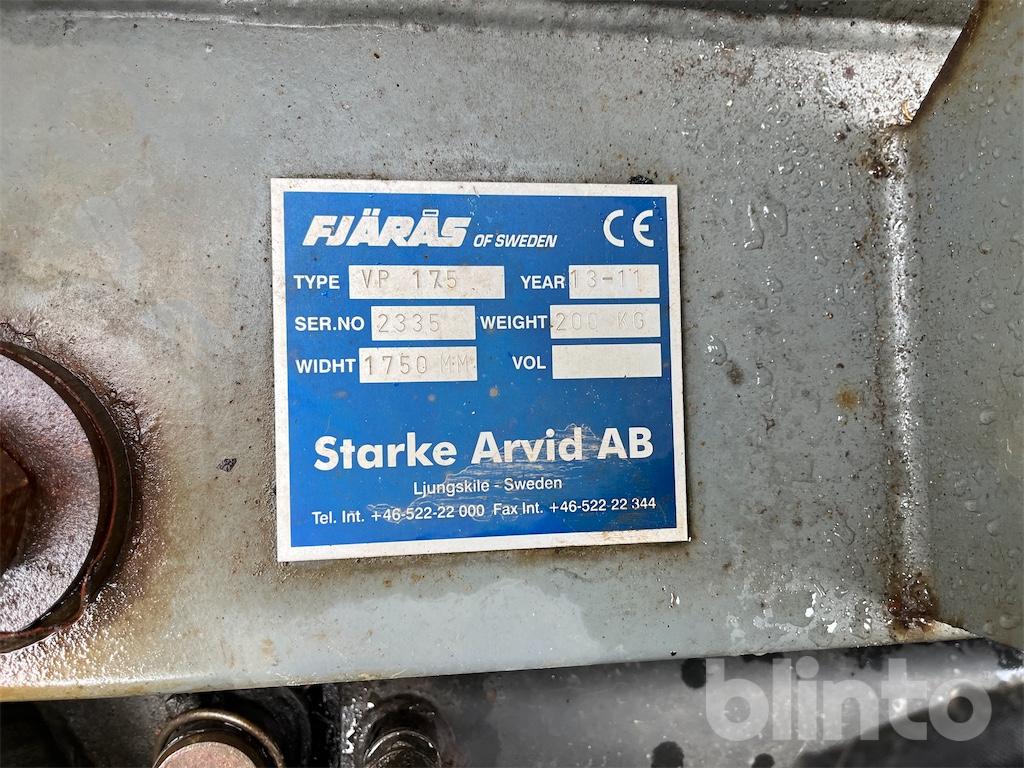 FJÄRÅS OF SWEDEN CE
TYPE VP 175 YEAR 13-11
SER.NO 2335 WEIGHT 200 KG
WIDHT 1750 MM VOL
Starke Arvid AB
Ljungskile - Sweden
Tel. Int. +46-522-22 000 Fax Int. +46-522-22 344
blinto